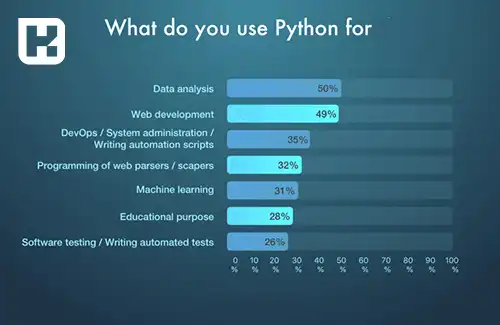 What do you use Python for
Data analysis
50%
Web development
49%
DevOps / System administration /
Writing automation scripts
35%
Programming of web parsers / scapers
32%
Machine learning
31%
Educational purpose
28%
Software testing / Writing automated tests
26%
0 10 20 30 40 50 60 70 80 90 100
% % % % % % % % % % %